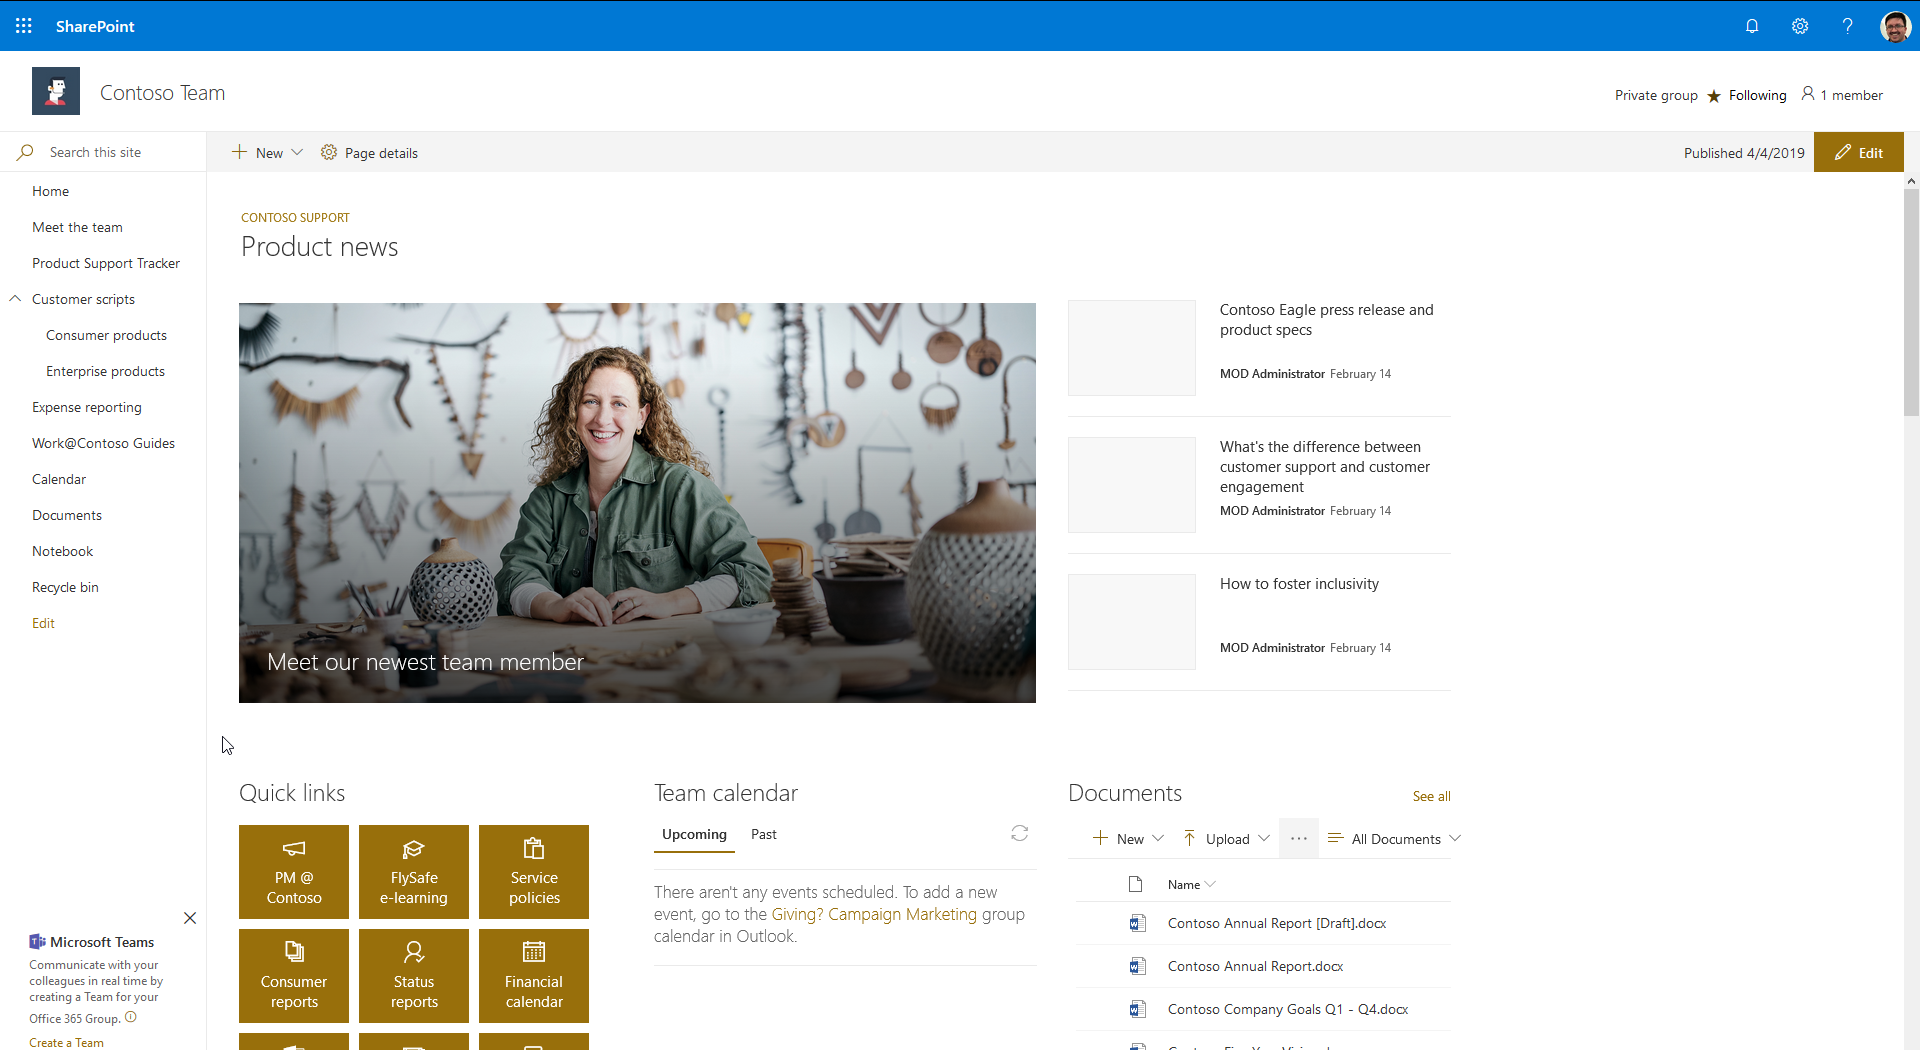 SharePoint
Contoso Team
Private group ★ Following 1 member
Search this site
New
Page details
Published 4/4/2019
Edit
Home
Meet the team
Product Support Tracker
Customer scripts
Consumer products
Enterprise products
Expense reporting
Work@Contoso Guides
Calendar
Documents
Notebook
Recycle bin
Edit
Microsoft Teams
Communicate with your
colleagues in real time by
creating a Team for your
Office 365 Group.
Create a Team
CONTOSO SUPPORT
Product news
Meet our newest team member
Contoso Eagle press release and
product specs
MOD Administrator February 14
What's the difference between
customer support and customer
engagement
MOD Administrator February 14
How to foster inclusivity
MOD Administrator February 14
Quick links
PM @
Contoso
FlySafe
e-learning
Service
policies
Consumer
reports
Status
reports
Financial
calendar
Team calendar
Upcoming
Past
There aren't any events scheduled. To add a new
event, go to the Giving? Campaign Marketing group
calendar in Outlook.
Documents
See all
New
Upload
···
All Documents
Name
Contoso Annual Report [Draft].docx
Contoso Annual Report.docx
Contoso Company Goals Q1 - Q4.docx